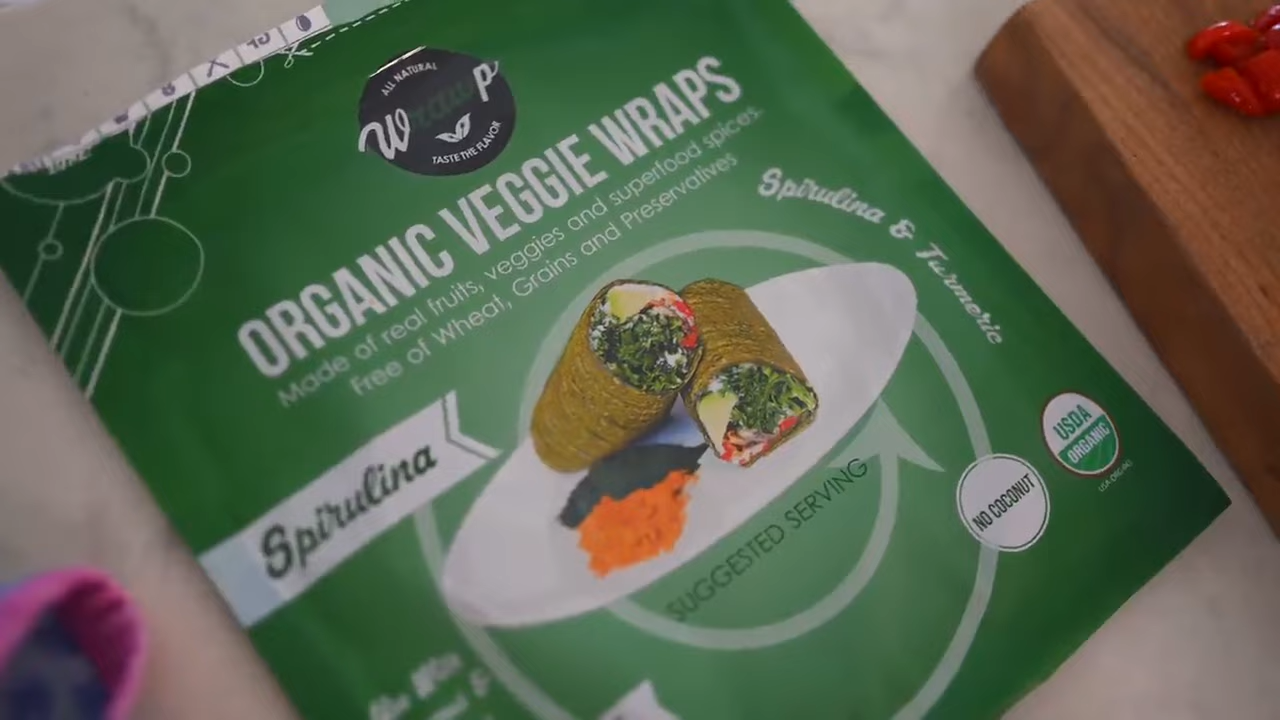 ALL NATURAL
Wrawp
TASTE THE FLAVOR
ORGANIC VEGGIE WRAPS
Made of real fruits, veggies and superfood spices.
Free of Wheat, Grains and Preservatives
Spirulina & Turmeric
Spirulina
SUGGESTED SERVING
NO COCONUT
USDA
ORGANIC